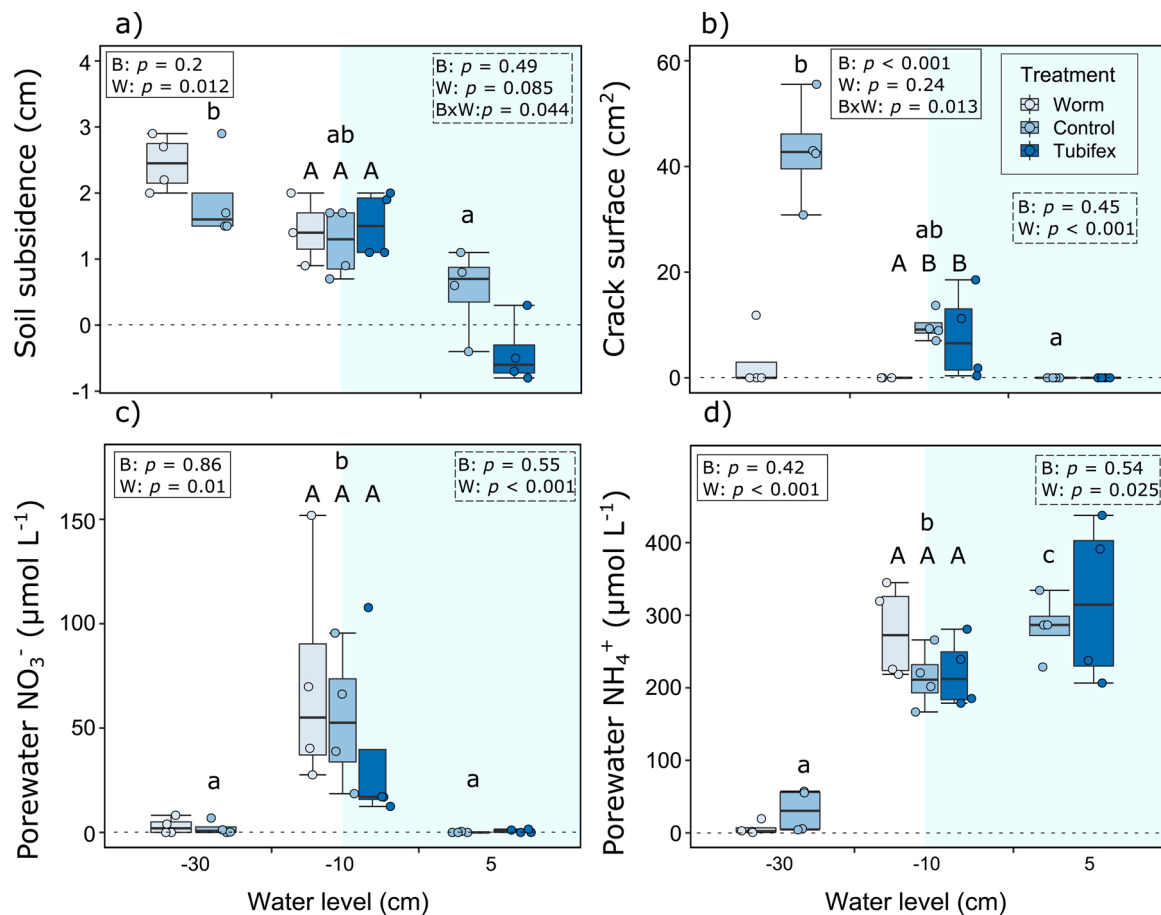 a)
Soil subsidence (cm)
4
3
2
1
0
-1
B: p = 0.2
W: p = 0.012
B: p = 0.49
W: p = 0.085
BxW:p = 0.044
b
ab
A A A
a
b)
Crack surface (cm²)
60
40
20
0
B: p < 0.001
W: p = 0.24
BxW: p = 0.013
Treatment
Worm
Control
Tubifex
B: p = 0.45
W: p < 0.001
b
ab
A B B
a
c)
Porewater NO₃⁻ (µmol L⁻¹)
150
100
50
0
B: p = 0.86
W: p = 0.01
B: p = 0.55
W: p < 0.001
b
A A A
a
a
-30
-10
5
Water level (cm)
d)
Porewater NH₄⁺ (µmol L⁻¹)
400
300
200
100
0
B: p = 0.42
W: p < 0.001
B: p = 0.54
W: p = 0.025
b
A A A
c
a
-30
-10
5
Water level (cm)